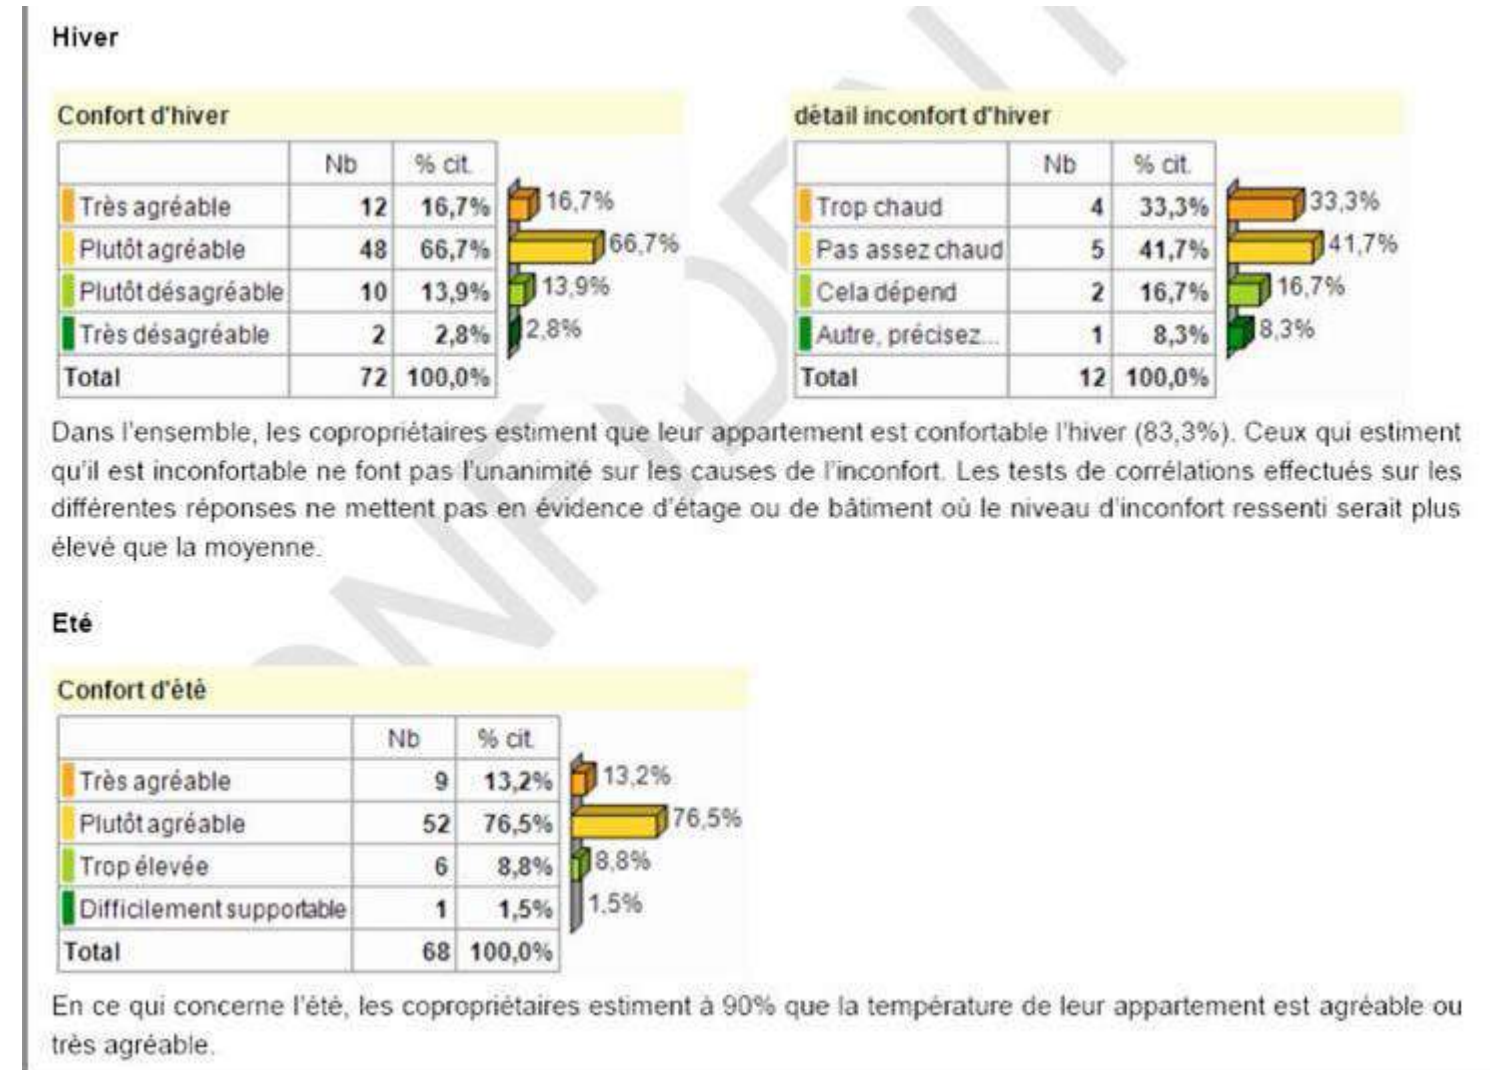 Hiver
Confort d'hiver
Nb % cit.
Très agréable 12 16,7% 16,7%
Plutôt agréable 48 66,7% 66,7%
Plutôt désagréable 10 13,9% 13,9%
Très désagréable 2 2,8% 2,8%
Total 72 100,0%
détail inconfort d'hiver
Nb % cit.
Trop chaud 4 33,3% 33,3%
Pas assez chaud 5 41,7% 41,7%
Cela dépend 2 16,7% 16,7%
Autre, précisez... 1 8,3% 8,3%
Total 12 100,0%
Dans l'ensemble, les copropriétaires estiment que leur appartement est confortable l'hiver (83,3%). Ceux qui estiment
qu'il est inconfortable ne font pas l'unanimité sur les causes de l'inconfort. Les tests de corrélations effectués sur les
différentes réponses ne mettent pas en évidence d'étage ou de bâtiment où le niveau d'inconfort ressenti serait plus
élevé que la moyenne.
Eté
Confort d'été
Nb % cit.
Très agréable 9 13,2% 13,2%
Plutôt agréable 52 76,5% 76,5%
Trop élevée 6 8,8% 8,8%
Difficilement supportable 1 1,5% 1,5%
Total 68 100,0%
En ce qui concerne l'été, les copropriétaires estiment à 90% que la température de leur appartement est agréable ou
très agréable.